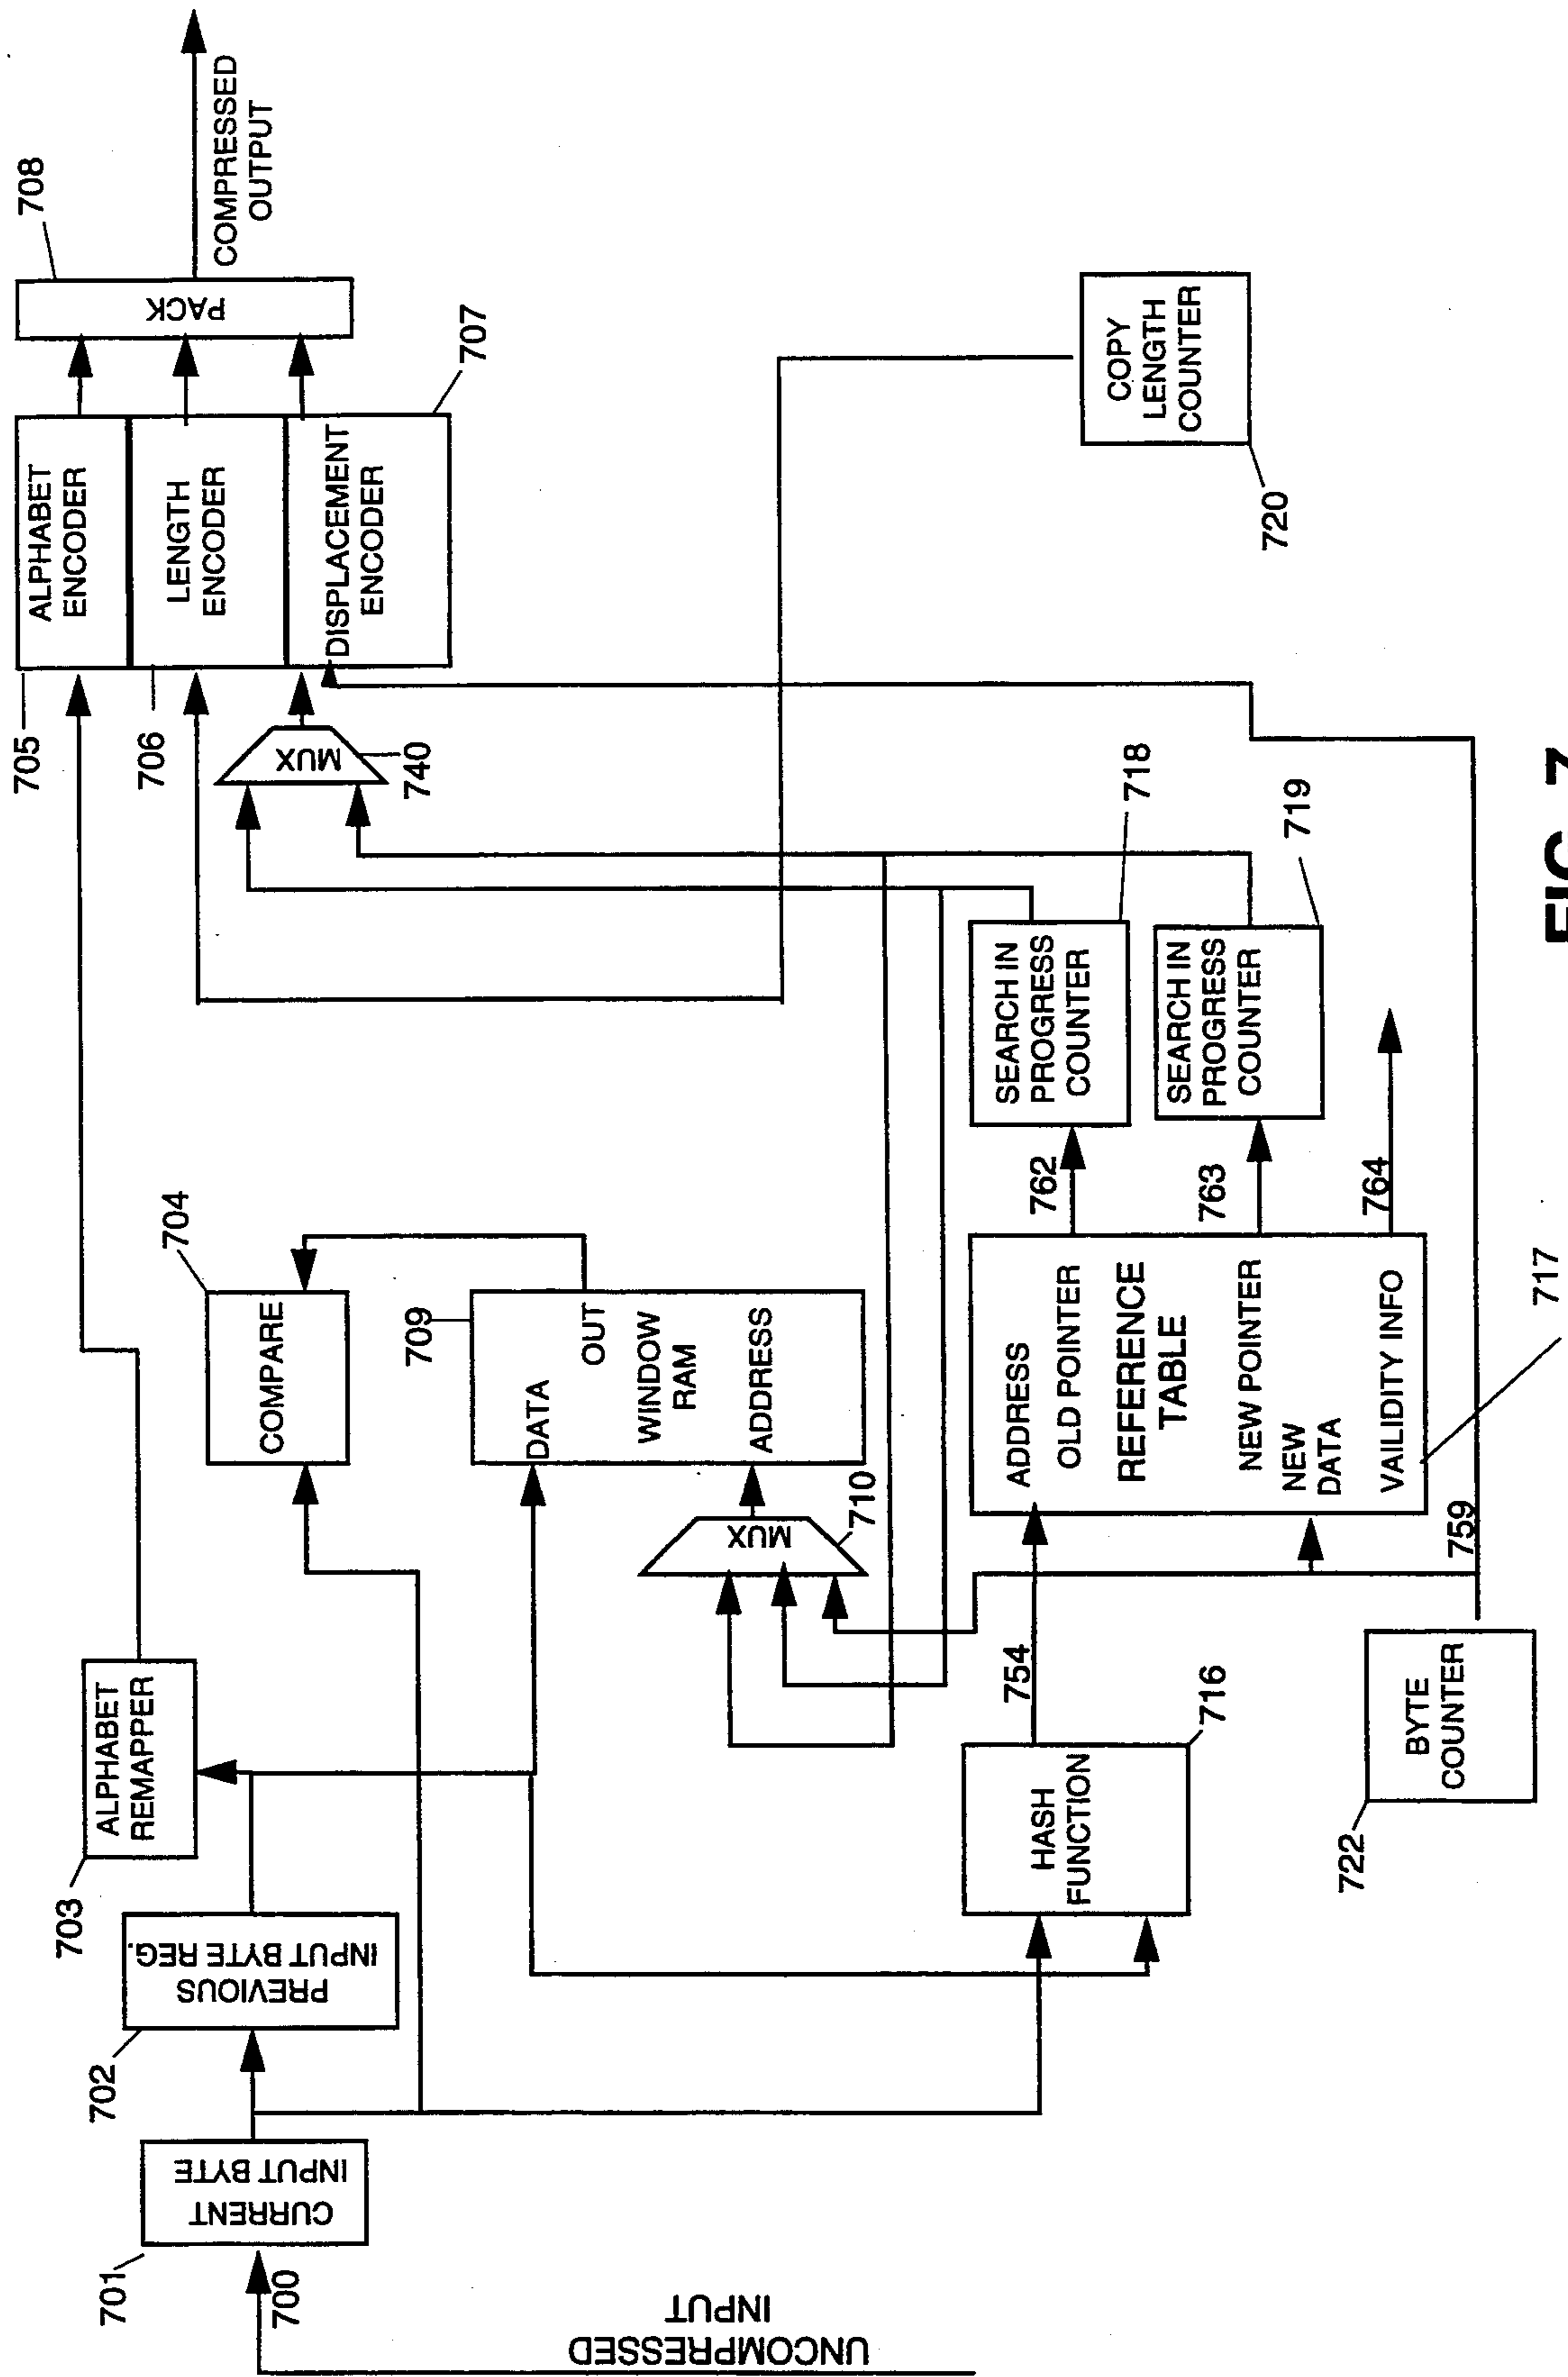 UNCOMPRESSED
INPUT
700
701
CURRENT
INPUT BYTE
702
PREVIOUS
INPUT BYTE REG.
703
ALPHABET
REMAPPER
704
COMPARE
705
ALPHABET
ENCODER
706
LENGTH
ENCODER
DISPLACEMENT
ENCODER
707
708
PACK
COMPRESSED
OUTPUT
709
DATA
OUT
WINDOW
RAM
ADDRESS
MUX
710
MUX
740
HASH
FUNCTION
716
754
ADDRESS
OLD POINTER
REFERENCE
TABLE
NEW POINTER
NEW
DATA
VAILIDITY INFO
717
762
763
764
SEARCH IN
PROGRESS
COUNTER
718
SEARCH IN
PROGRESS
COUNTER
719
COPY
LENGTH
COUNTER
720
BYTE
COUNTER
722
759